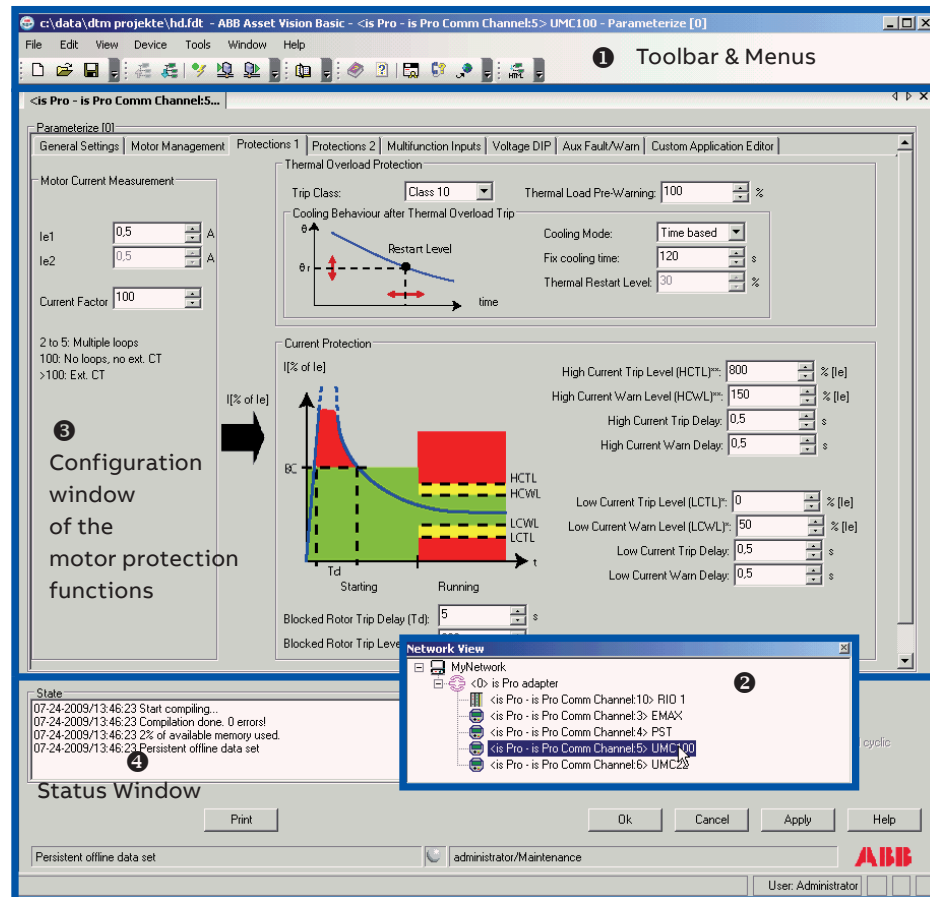 c:\data\dtm projekte\hd.fdt - ABB Asset Vision Basic - <is Pro - is Pro Comm Channel:5> UMC100 - Parameterize [0]
File Edit View Device Tools Window Help
❶ Toolbar & Menus
HTML
<is Pro - is Pro Comm Channel:5...
Parameterize [0]
General Settings Motor Management Protections 1 Protections 2 Multifunction Inputs Voltage DIP Aux Fault/Warn Custom Application Editor
Motor Current Measurement
Ie1 0,5 A
Ie2 0,5 A
Current Factor 100
2 to 5: Multiple loops
100: No loops, no ext. CT
>100: Ext. CT
❸
Configuration
window
of the
motor protection
functions
I[% of Ie]
Thermal Overload Protection
Trip Class: Class 10 Thermal Load Pre-Warning: 100 %
Cooling Behaviour after Thermal Overload Trip
θ
Restart Level
θr
time
Cooling Mode: Time based
Fix cooling time: 120 s
Thermal Restart Level: 30 %
Current Protection
I[% of Ie]
BC
HCTL
HCWL
LCWL
LCTL
t
Td
Starting Running
High Current Trip Level (HCTL)**: 800 % [Ie]
High Current Warn Level (HCWL)**: 150 % [Ie]
High Current Trip Delay: 0,5 s
High Current Warn Delay: 0,5 s
Low Current Trip Level (LCTL)*: 0 % [Ie]
Low Current Warn Level (LCWL)*: 50 % [Ie]
Low Current Trip Delay: 0,5 s
Low Current Warn Delay: 0,5 s
Blocked Rotor Trip Delay (Td): 5 s
Blocked Rotor Trip Leve
Network View
MyNetwork
<0> is Pro adapter
❷
<is Pro - is Pro Comm Channel:10> RIO 1
<is Pro - is Pro Comm Channel:3> EMAX
<is Pro - is Pro Comm Channel:4> PST
<is Pro - is Pro Comm Channel:5> UMC100
<is Pro - is Pro Comm Channel:6> UMC22
State
07-24-2009/13:46:23 Start compiling...
07-24-2009/13:46:23 Compilation done. 0 errors!
07-24-2009/13:46:23 2% of available memory used.
07-24-2009/13:46:23 Persistent offline data set
cyclic
❹
Status Window
Print Ok Cancel Apply Help
Persistent offline data set administrator/Maintenance ABB
User: Administrator